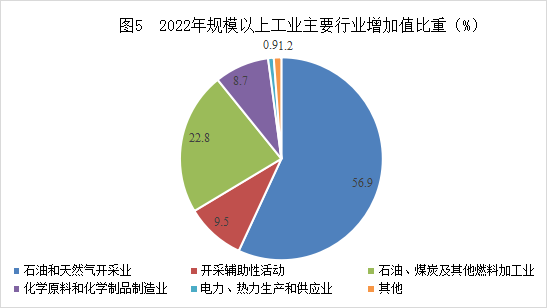 图5  2022年规模以上工业主要行业增加值比重（%）
0.9 1.2
8.7
22.8
56.9
9.5
石油和天然气开采业 开采辅助性活动 石油、煤炭及其他燃料加工业
化学原料和化学制品制造业 电力、热力生产和供应业 其他